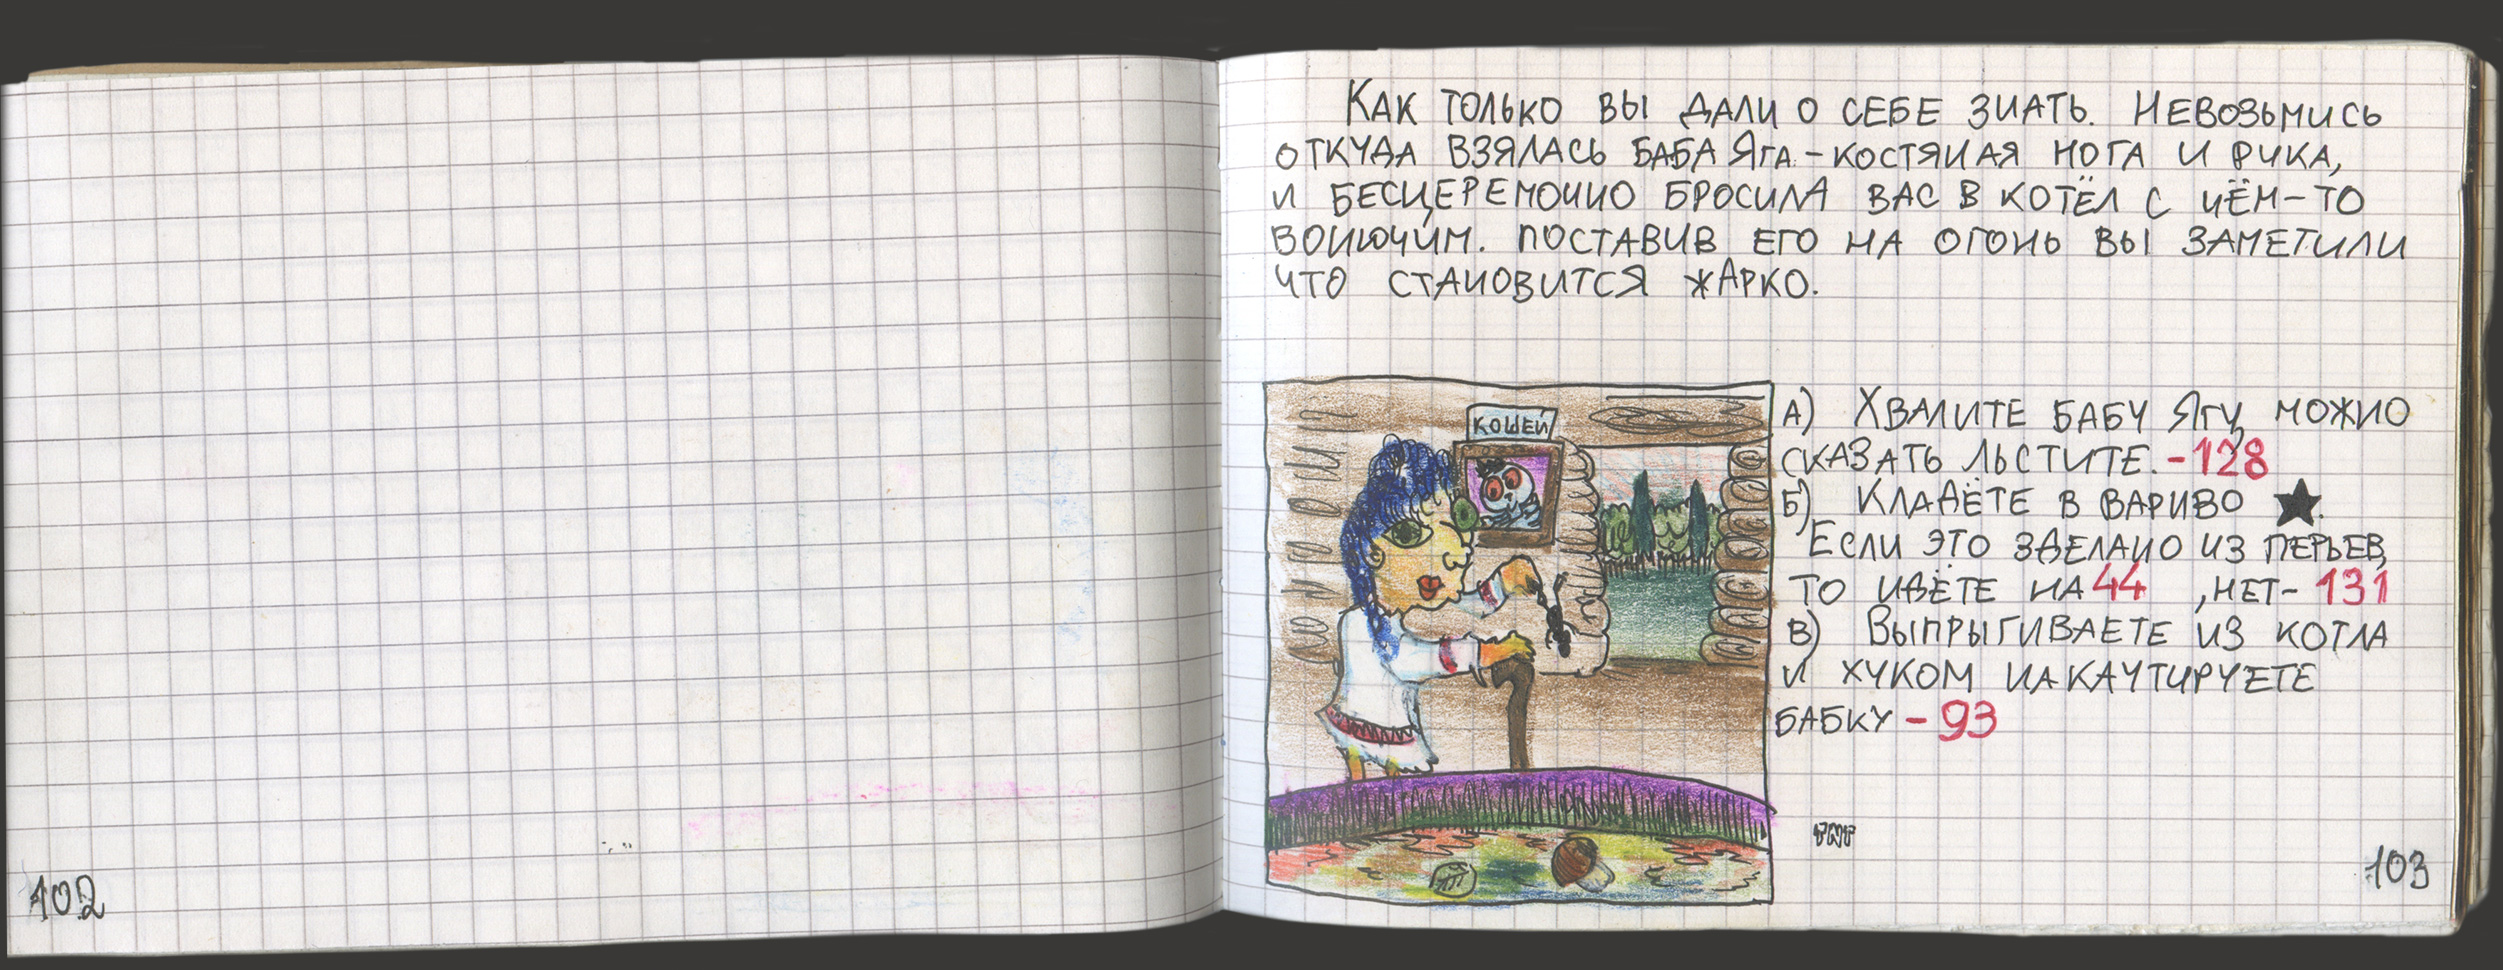 Как только вы дали о себе знать. Невозьмись
откуда взялась баба Яга - костяная нога и рука,
и бесцеремонно бросила вас в котёл с чём-то
вонючим. Поставив его на огонь вы заметили
что становится жарко.
КОЩЕЙ
А) Хвалите бабу Ягу, можно
сказать льстите. - 128
Б) Кладёте в вариво ★.
Если это зделано из перьев,
то идёте на 44 , нет - 131
В) Выпрыгиваете из котла
и хуком накаутируете
бабку - 93
TNT
102
103